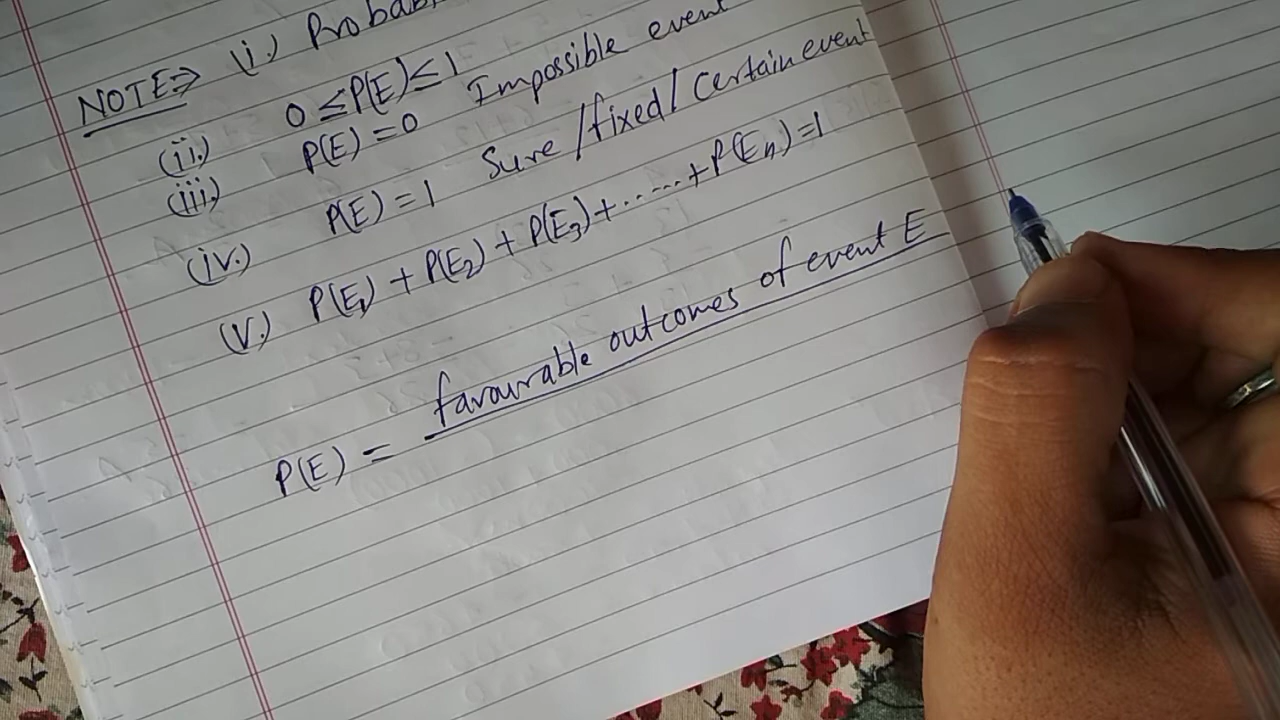 NOTE:⇒ (i.)
(ii.) 0 ≤ P(E) ≤ 1
(iii.) P(E) = 0 Impossible event
(iv.) P(E) = 1 Sure /fixed/ Certain event
(v.) P(E₁) + P(E₂) + P(E₃) + ...... + P(Eₙ) = 1
P(E) = favourable outcomes of event E